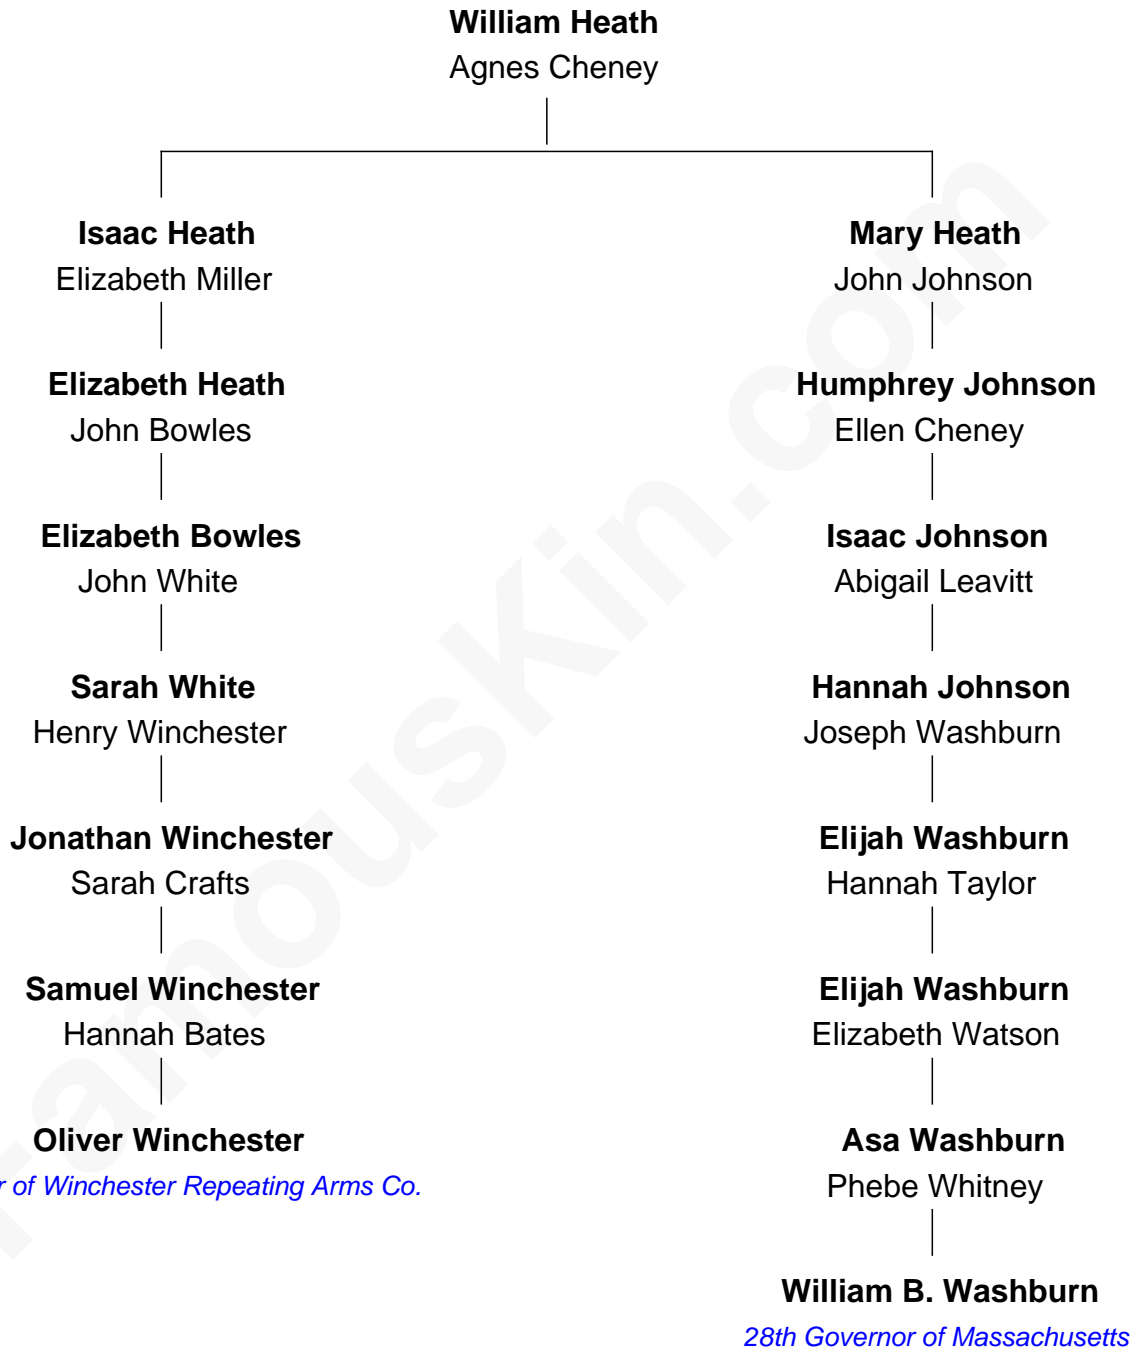 William Heath
Agnes Cheney
Isaac Heath
Elizabeth Miller
Mary Heath
John Johnson
Elizabeth Heath
John Bowles
Humphrey Johnson
Ellen Cheney
Elizabeth Bowles
John White
Isaac Johnson
Abigail Leavitt
Sarah White
Henry Winchester
Hannah Johnson
Joseph Washburn
Jonathan Winchester
Sarah Crafts
Elijah Washburn
Hannah Taylor
Samuel Winchester
Hannah Bates
Elijah Washburn
Elizabeth Watson
Oliver Winchester
r of Winchester Repeating Arms Co.
Asa Washburn
Phebe Whitney
William B. Washburn
28th Governor of Massachusetts
FamousKin.com